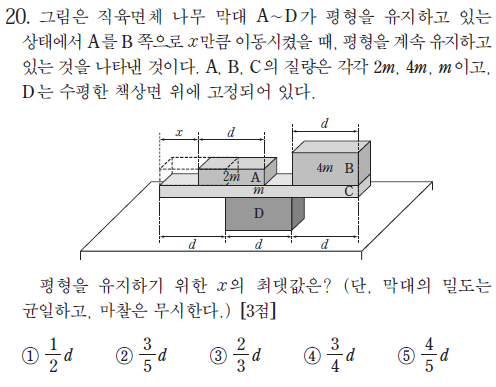 20. 그림은 직육면체 나무 막대 A~D가 평형을 유지하고 있는
상태에서 A를 B 쪽으로 x만큼 이동시켰을 때, 평형을 계속 유지하고
있는 것을 나타낸 것이다. A, B, C의 질량은 각각 2m, 4m, m이고,
D는 수평한 책상면 위에 고정되어 있다.
d
x d
2m A 4m B
m C
D
d d d
평형을 유지하기 위한 x의 최댓값은? (단, 막대의 밀도는
균일하고, 마찰은 무시한다.) [3점]
① 1/2 d ② 3/5 d ③ 2/3 d ④ 3/4 d ⑤ 4/5 d